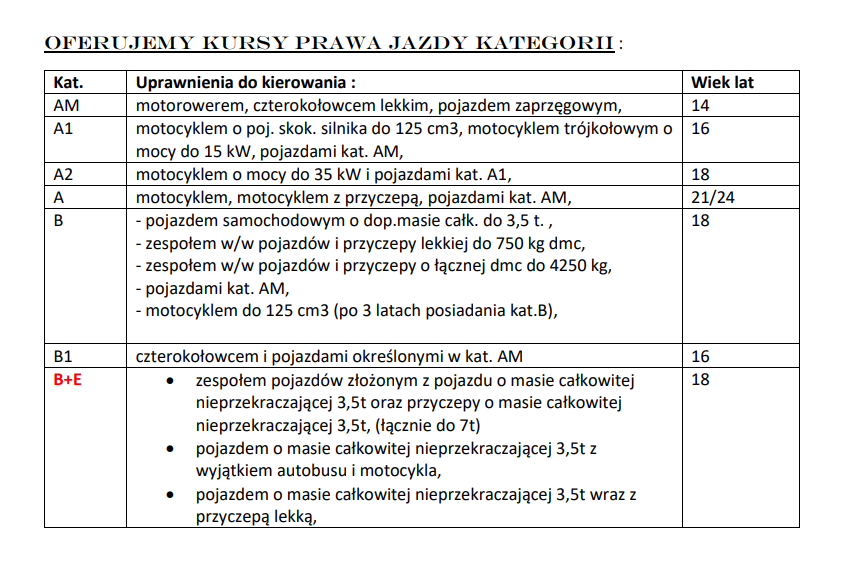 OFERUJEMY KURSY PRAWA JAZDY KATEGORII :
Kat. Uprawnienia do kierowania : Wiek lat
AM motorowerem, czterokołowcem lekkim, pojazdem zaprzęgowym, 14
A1 motocyklem o poj. skok. silnika do 125 cm3, motocyklem trójkołowym o 16
mocy do 15 kW, pojazdami kat. AM,
A2 motocyklem o mocy do 35 kW i pojazdami kat. A1, 18
A motocyklem, motocyklem z przyczepą, pojazdami kat. AM, 21/24
B - pojazdem samochodowym o dop.masie całk. do 3,5 t. , 18
- zespołem w/w pojazdów i przyczepy lekkiej do 750 kg dmc,
- zespołem w/w pojazdów i przyczepy o łącznej dmc do 4250 kg,
- pojazdami kat. AM,
- motocyklem do 125 cm3 (po 3 latach posiadania kat.B),
B1 czterokołowcem i pojazdami określonymi w kat. AM 16
B+E • zespołem pojazdów złożonym z pojazdu o masie całkowitej 18
nieprzekraczającej 3,5t oraz przyczepy o masie całkowitej
nieprzekraczającej 3,5t, (łącznie do 7t)
• pojazdem o masie całkowitej nieprzekraczającej 3,5t z
wyjątkiem autobusu i motocykla,
• pojazdem o masie całkowitej nieprzekraczającej 3,5t wraz z
przyczepą lekką,